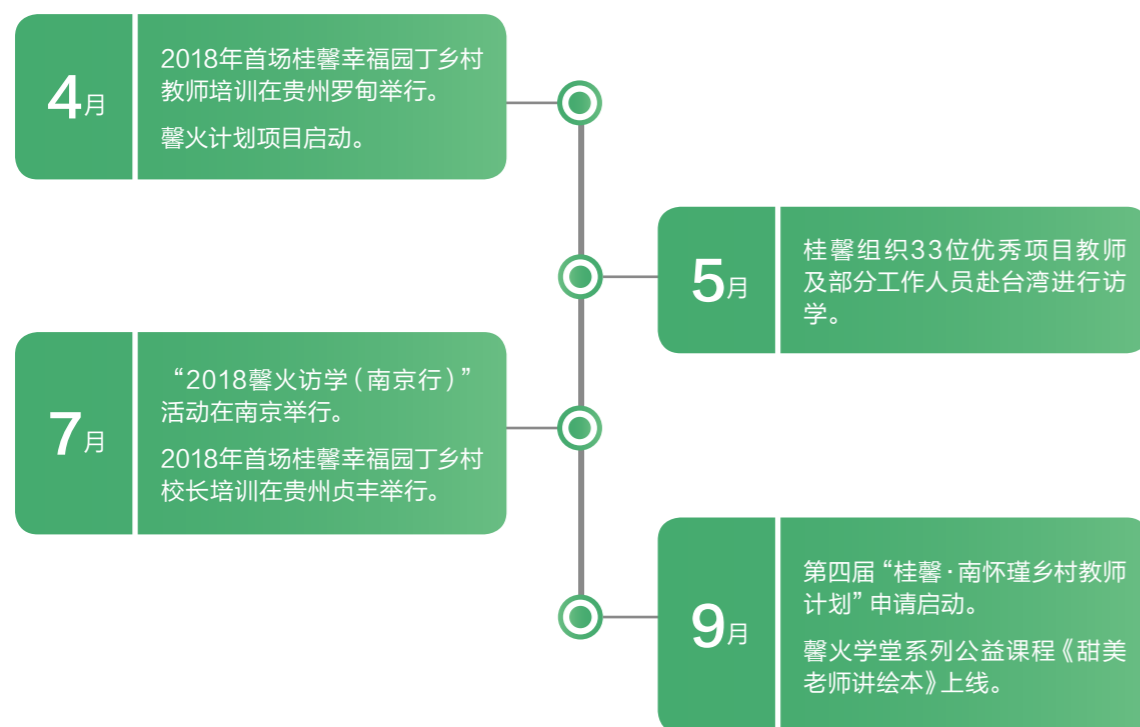 4月
2018年首场桂馨幸福园丁乡村
教师培训在贵州罗甸举行。
馨火计划项目启动。
5月
桂馨组织33位优秀项目教师
及部分工作人员赴台湾进行访
学。
7月
“2018馨火访学（南京行）”
活动在南京举行。
2018年首场桂馨幸福园丁乡村
校长培训在贵州贞丰举行。
9月
第四届“桂馨·南怀瑾乡村教师
计划”申请启动。
馨火学堂系列公益课程《甜美
老师讲绘本》上线。